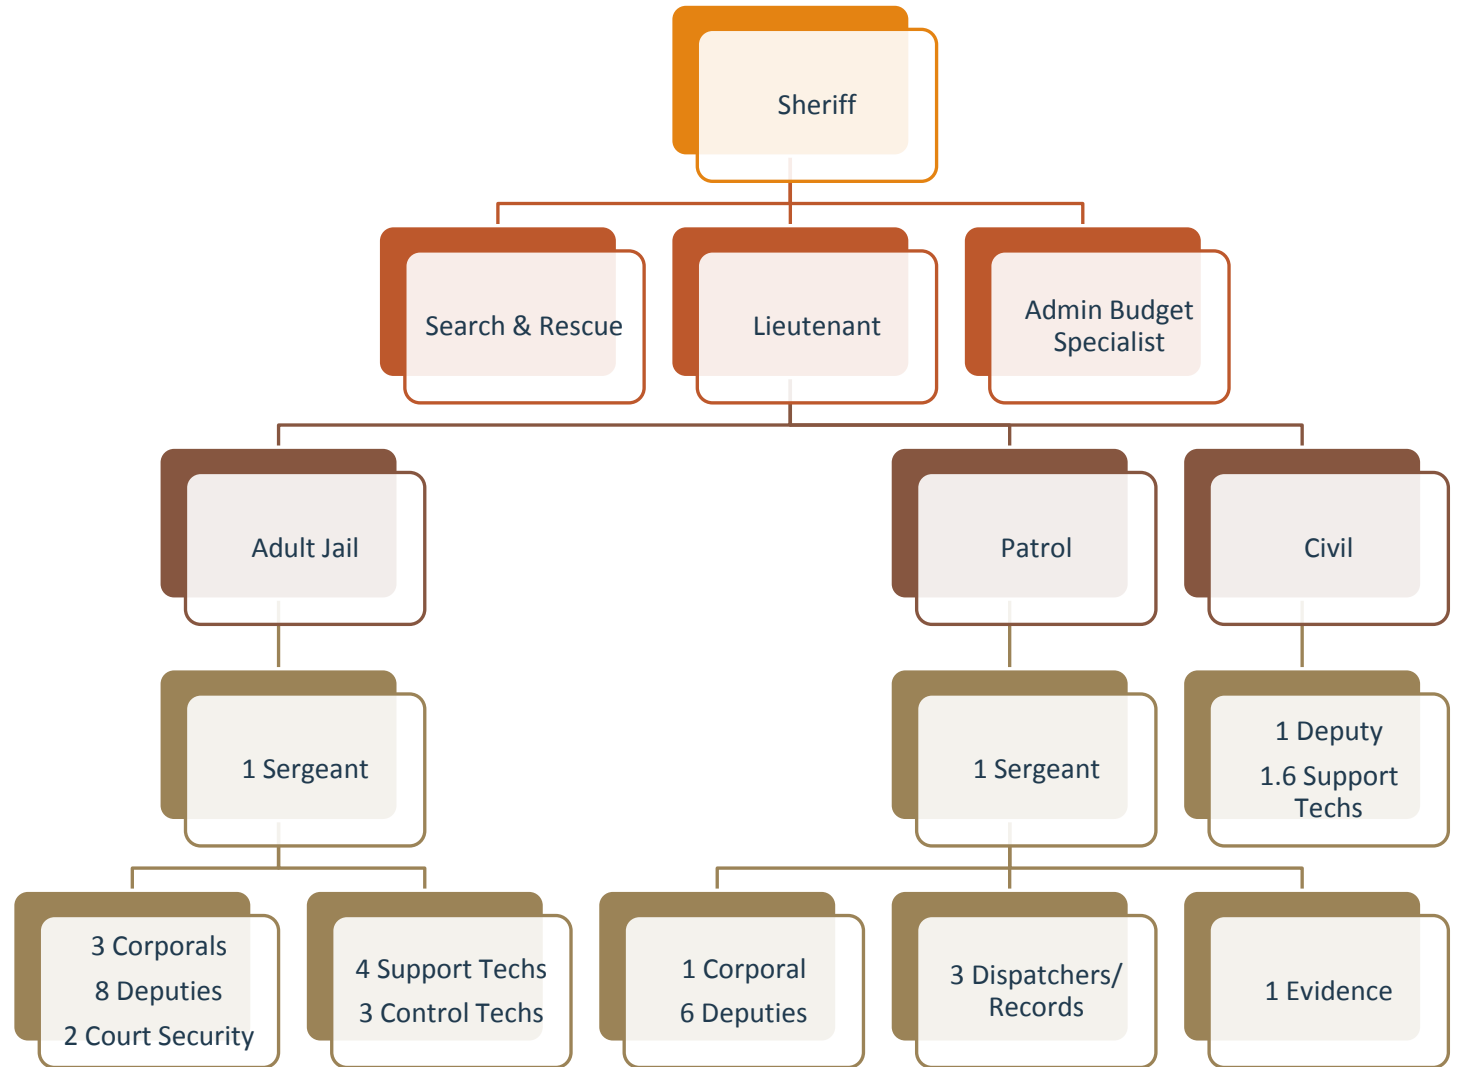 Sheriff
Search & Rescue
Lieutenant
Admin Budget
Specialist
Adult Jail
Patrol
Civil
1 Sergeant
1 Sergeant
1 Deputy
1.6 Support
Techs
3 Corporals
8 Deputies
2 Court Security
4 Support Techs
3 Control Techs
1 Corporal
6 Deputies
3 Dispatchers/
Records
1 Evidence